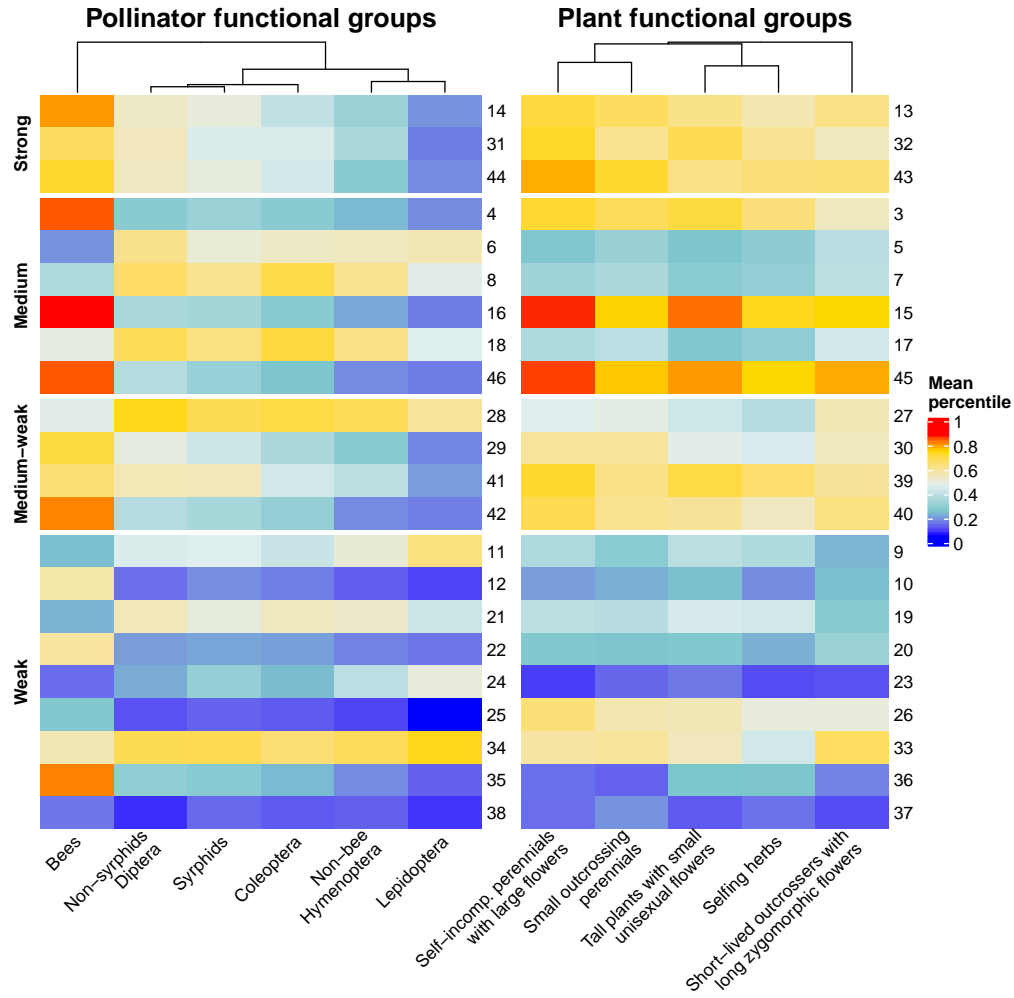 Pollinator functional groups
Plant functional groups
Strong
14
31
44
13
32
43
Medium
4
6
8
16
18
46
3
5
7
15
17
45
Medium−weak
28
29
41
42
27
30
39
40
Weak
11
12
21
22
24
25
34
35
38
9
10
19
20
23
26
33
36
37
Mean
percentile
1
0.8
0.6
0.4
0.2
0
Bees
Non−syrphids
Diptera
Syrphids
Coleoptera
Non−bee
Hymenoptera
Lepidoptera
Self−incomp. perennials
with large flowers
Small outcrossing
perennials
Tall plants with small
unisexual flowers
Selfing herbs
Short−lived outcrossers with
long zygomorphic flowers